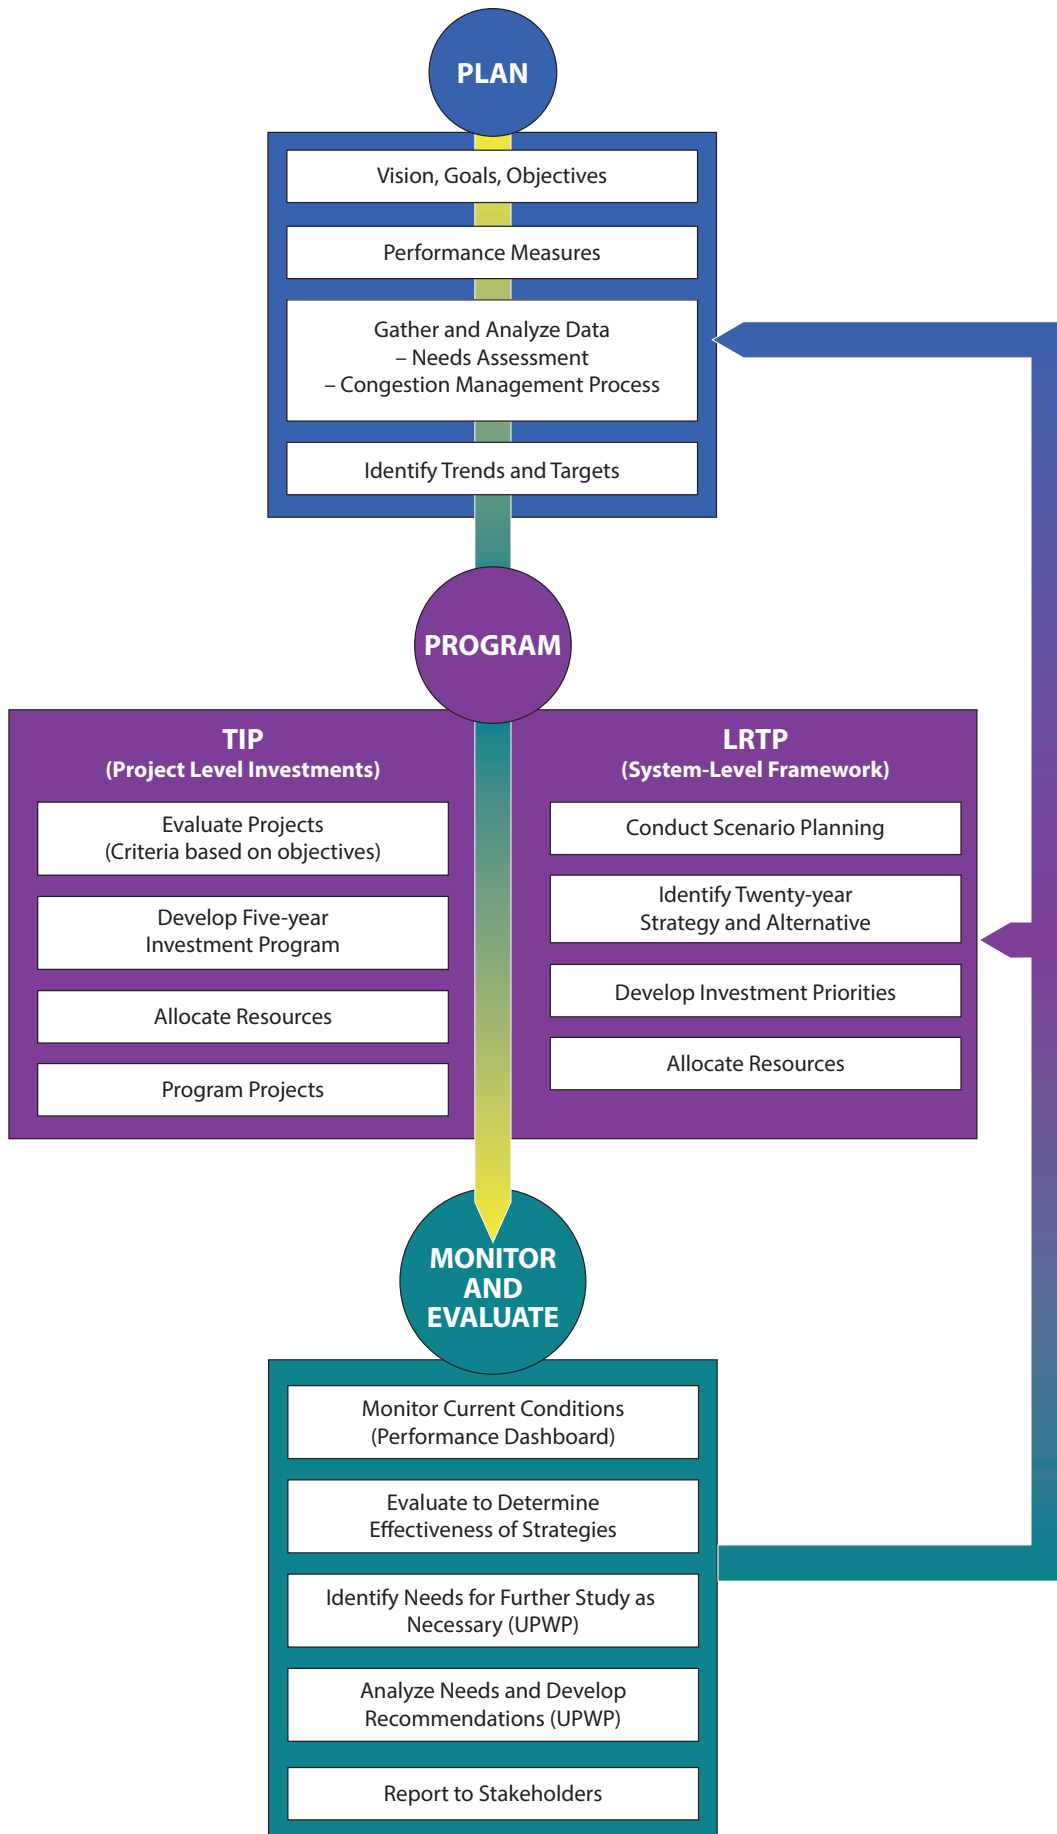 PLAN
Vision, Goals, Objectives
Performance Measures
Gather and Analyze Data
– Needs Assessment
– Congestion Management Process
Identify Trends and Targets
PROGRAM
TIP
(Project Level Investments)
Evaluate Projects
(Criteria based on objectives)
Develop Five-year
Investment Program
Allocate Resources
Program Projects
LRTP
(System-Level Framework)
Conduct Scenario Planning
Identify Twenty-year
Strategy and Alternative
Develop Investment Priorities
Allocate Resources
MONITOR
AND
EVALUATE
Monitor Current Conditions
(Performance Dashboard)
Evaluate to Determine
Effectiveness of Strategies
Identify Needs for Further Study as
Necessary (UPWP)
Analyze Needs and Develop
Recommendations (UPWP)
Report to Stakeholders